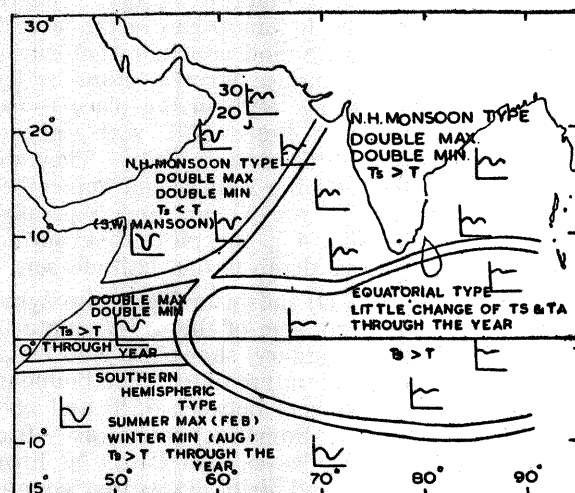 30°
30
20
J
20°
N.H. MONSOON TYPE
DOUBLE MAX
DOUBLE MIN.
Ts > T
N.H. MONSOON TYPE
DOUBLE MAX
DOUBLE MIN
Ts < T
(S.W. MANSOON)
10°
DOUBLE MAX
DOUBLE MIN
Ts > T
THROUGH YEAR
EQUATORIAL TYPE
LITTLE CHANGE OF TS & TA
THROUGH THE YEAR
Ts > T
0°
SOUTHERN
HEMISPHERIC
TYPE
SUMMER MAX (FEB)
WINTER MIN (AUG)
Ts > T THROUGH THE
YEAR
10°
15°
50°
60°
70°
80°
90°